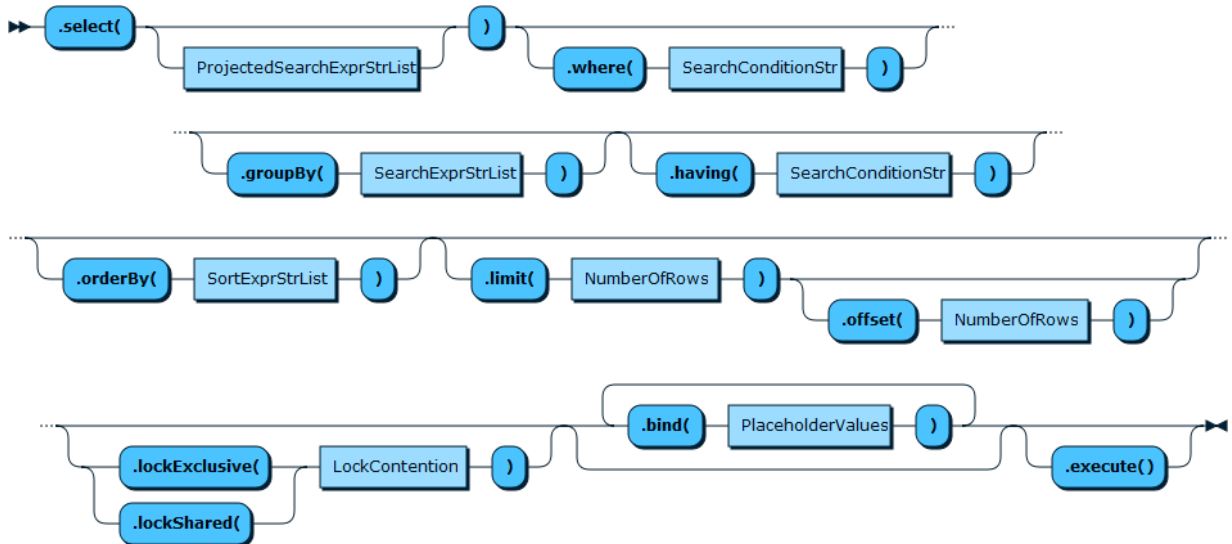 .select( )
ProjectedSearchExprStrList .where( SearchConditionStr )
.groupBy( SearchExprStrList ) .having( SearchConditionStr )
.orderBy( SortExprStrList ) .limit( NumberOfRows )
.offset( NumberOfRows )
.bind( PlaceholderValues )
.lockExclusive( LockContention ) .execute()
.lockShared(